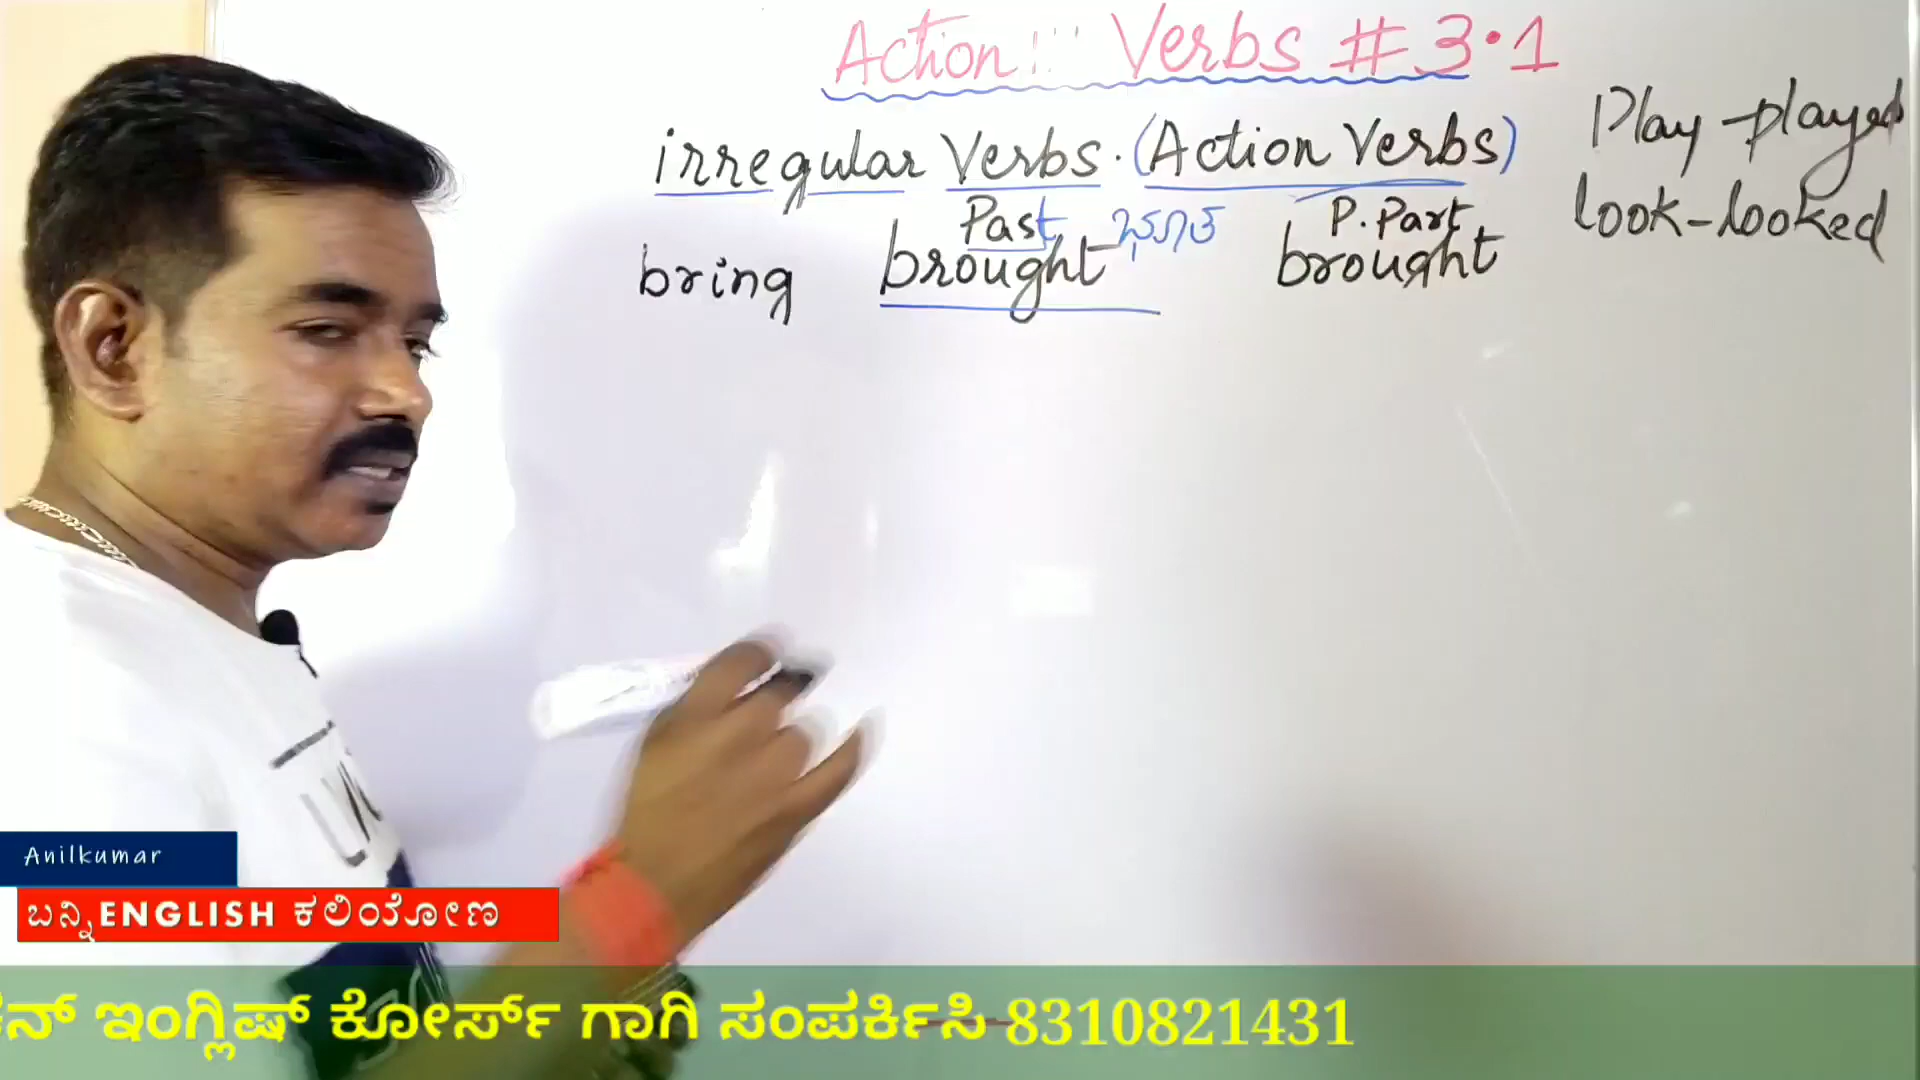 Action Verbs # 3.1
irregular Verbs. (Action Verbs)
Play - played
look - looked
Past P. Part
bring brought brought
Anilkumar
ಬನ್ನಿ ENGLISH ಕಲಿಯೋಣ
ಇಂಗ್ಲಿಷ್ ಕೋರ್ಸ್ ಗಾಗಿ ಸಂಪರ್ಕಿಸಿ 8310821431